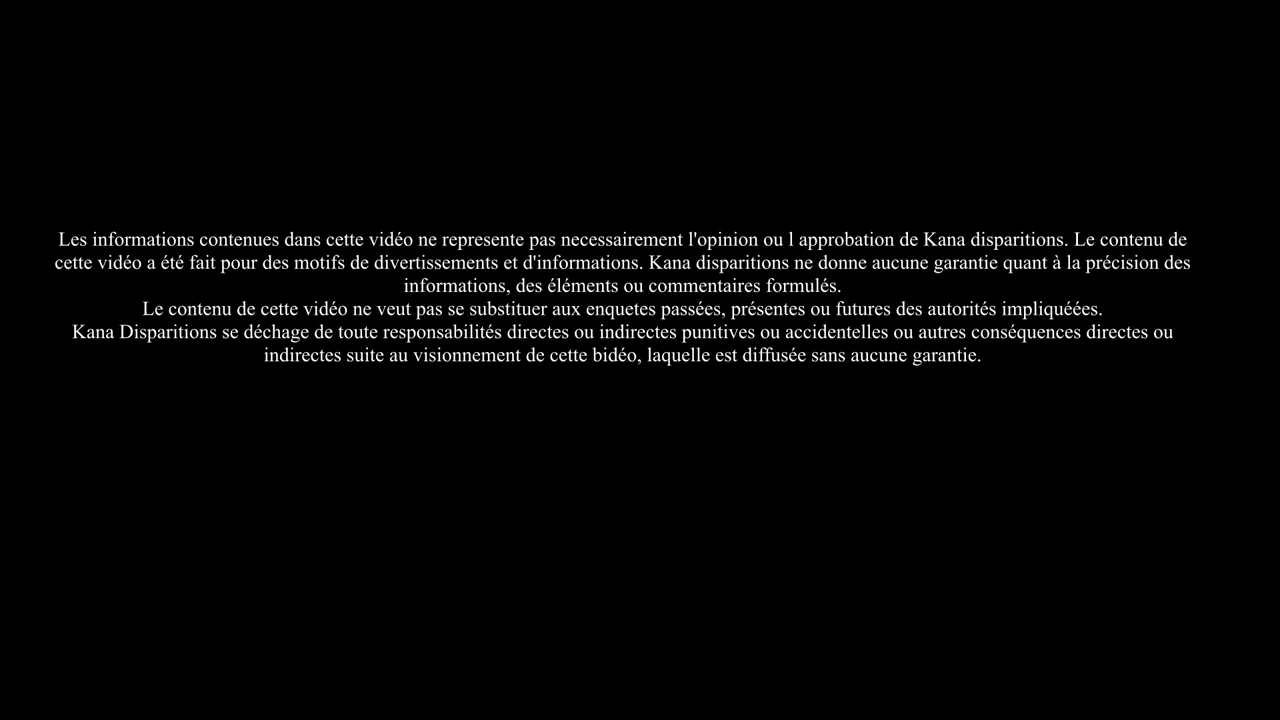 Les informations contenues dans cette vidéo ne represente pas necessairement l'opinion ou l approbation de Kana disparitions. Le contenu de
cette vidéo a été fait pour des motifs de divertissements et d'informations. Kana disparitions ne donne aucune garantie quant à la précision des
informations, des éléments ou commentaires formulés.
Le contenu de cette vidéo ne veut pas se substituer aux enquetes passées, présentes ou futures des autorités impliquéées.
Kana Disparitions se déchage de toute responsabilités directes ou indirectes punitives ou accidentelles ou autres conséquences directes ou
indirectes suite au visionnement de cette bidéo, laquelle est diffusée sans aucune garantie.